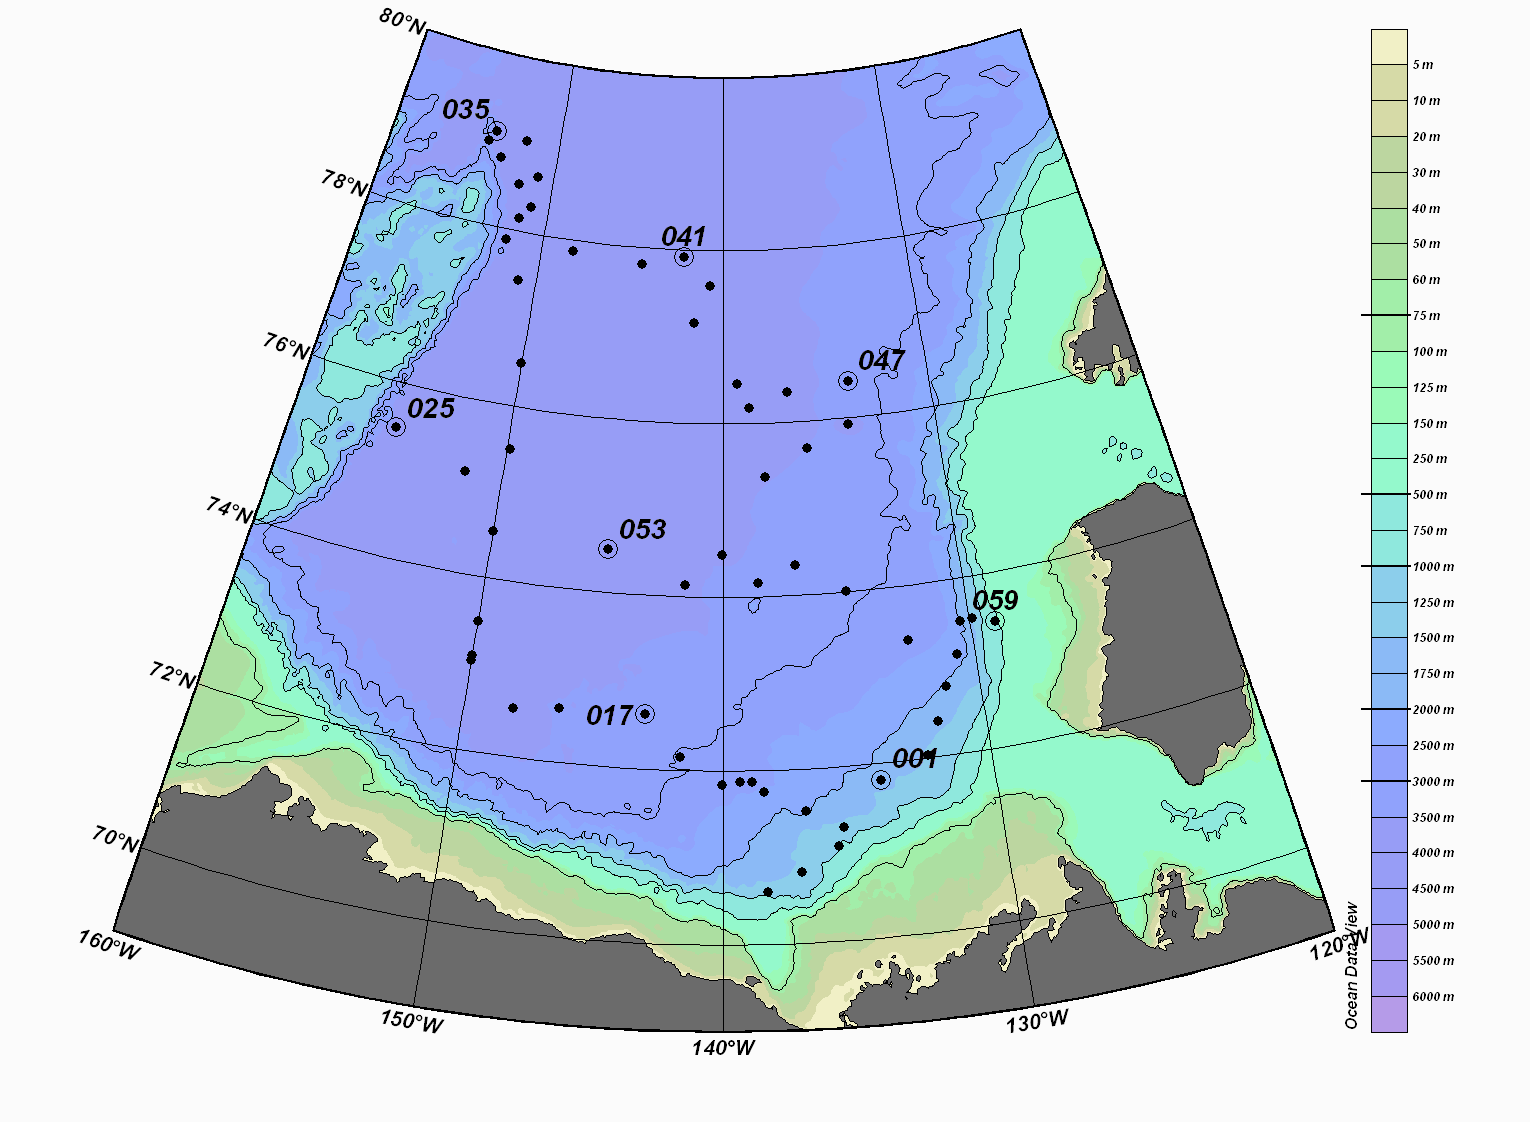 80°N
035
78°N
041
76°N
047
025
74°N
053
059
72°N
017
001
70°N
160°W
150°W
140°W
130°W
120°W
Ocean Data View
5 m
10 m
20 m
30 m
40 m
50 m
60 m
75 m
100 m
125 m
150 m
250 m
500 m
750 m
1000 m
1250 m
1500 m
1750 m
2000 m
2500 m
3000 m
3500 m
4000 m
4500 m
5000 m
5500 m
6000 m